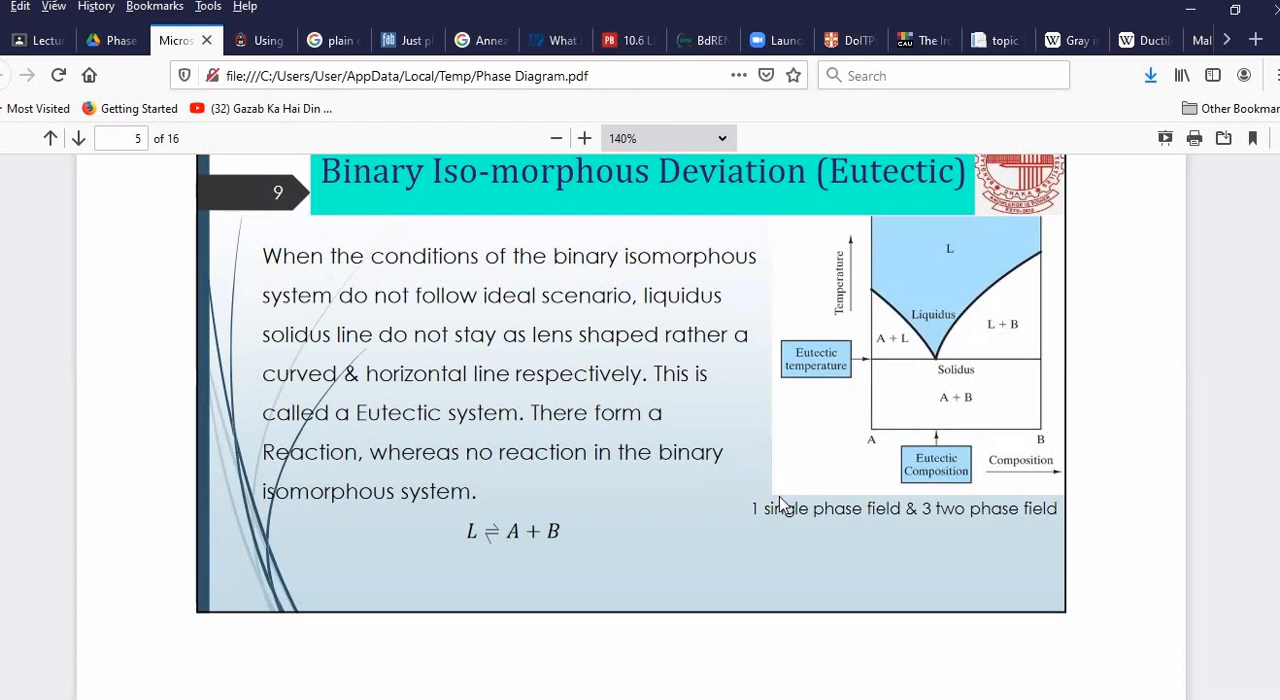 Edit View History Bookmarks Tools Help
Lectu Phase Micros Using plain c Just pl Annea What i 10.6 L BdREN Launc DoITP The Iro topic Gray ir Ductil Mal
file:///C:/Users/User/AppData/Local/Temp/Phase Diagram.pdf
Search
Most Visited Getting Started (32) Gazab Ka Hai Din ... Other Bookmar
5 of 16 140%
Binary Iso-morphous Deviation (Eutectic)
9
When the conditions of the binary isomorphous
system do not follow ideal scenario, liquidus
solidus line do not stay as lens shaped rather a
curved & horizontal line respectively. This is
called a Eutectic system. There form a
Reaction, whereas no reaction in the binary
isomorphous system.
L ⇌ A + B
Temperature
L
Liquidus
A + L
L + B
Eutectic
temperature
Solidus
A + B
A
B
Eutectic
Composition
Composition
1 single phase field & 3 two phase field